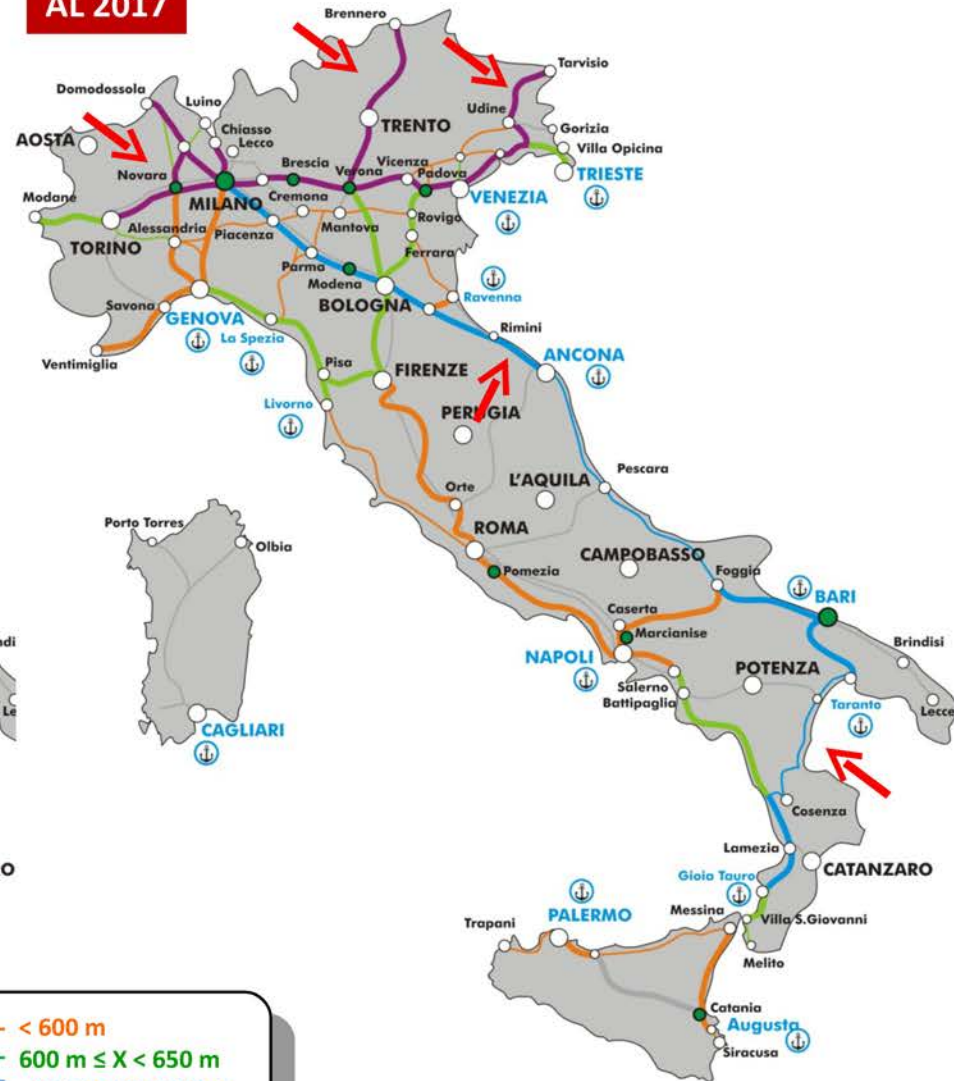 AL 2017
Brennero
Tarvisio
Domodossola
Luino
Udine
TRENTO
Chiasso
Gorizia
AOSTA
Lecco
Villa Opicina
Brescia
Vicenza
Novara
Verona
Padova
TRIESTE
Modane
MILANO
Cremona
VENEZIA
Alessandria
Piacenza
Mantova
Rovigo
TORINO
Ferrara
Parma
Modena
Ravenna
Savona
BOLOGNA
GENOVA
Rimini
La Spezia
ANCONA
Ventimiglia
Pisa
FIRENZE
Livorno
PERUGIA
Pescara
L'AQUILA
Orte
Porto Torres
ROMA
Olbia
CAMPOBASSO
Pomezia
Foggia
BARI
Caserta
Marcianise
Brindisi
NAPOLI
POTENZA
Salerno
Battipaglia
Taranto
Lecce
CAGLIARI
Cosenza
Lamezia
CATANZARO
Gioia Tauro
Messina
PALERMO
Villa S.Giovanni
Trapani
Melito
Catania
Augusta
Siracusa
< 600 m
600 m ≤ X < 650 m